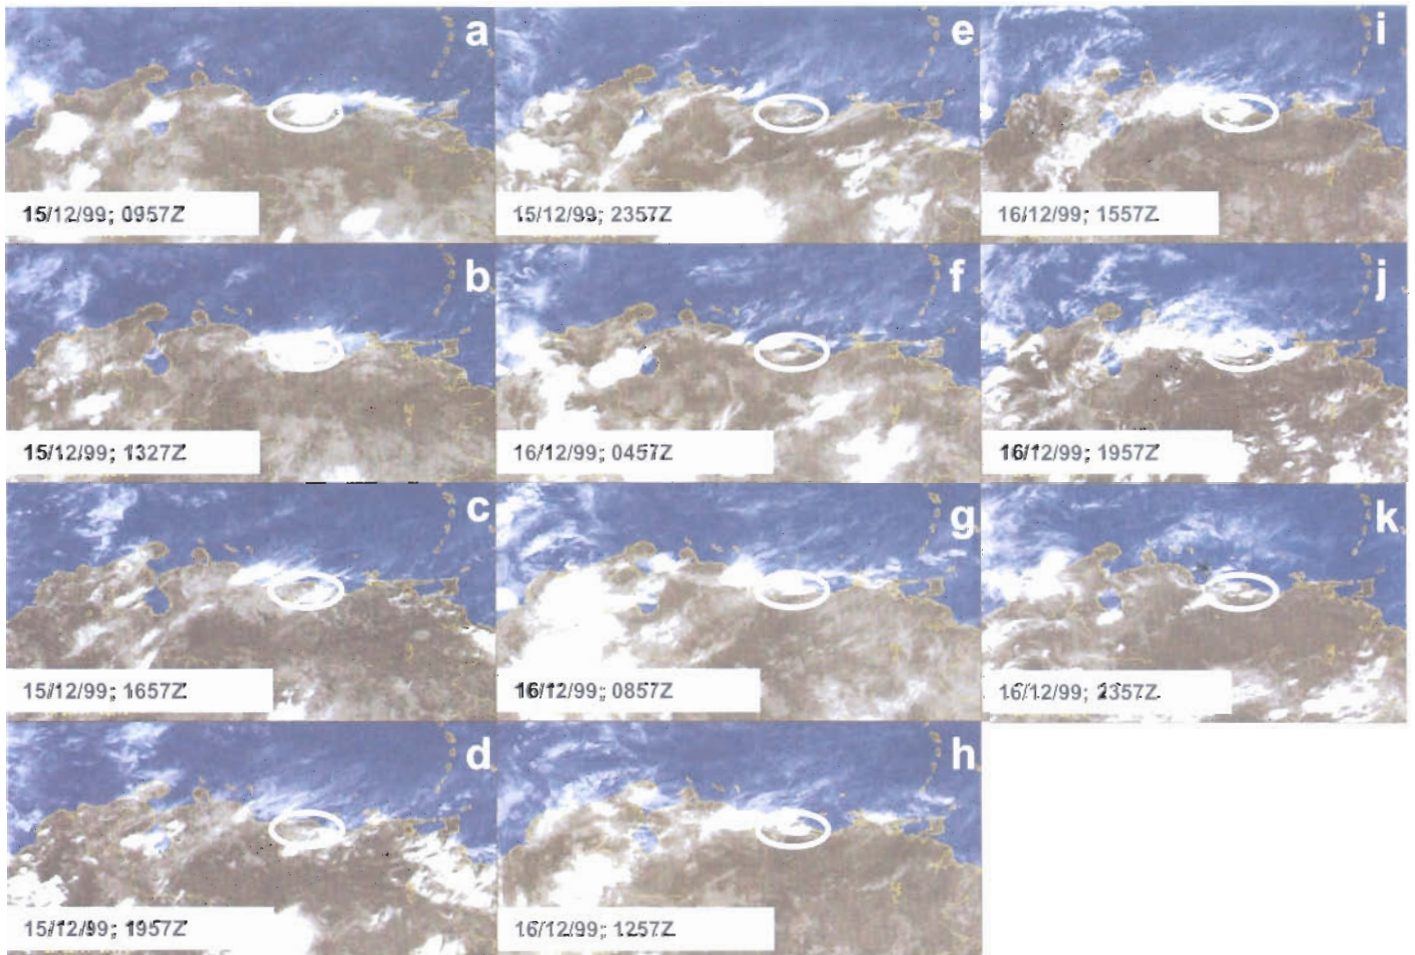 a
15/12/99; 0957Z
b
15/12/99; 1327Z
c
15/12/99; 1657Z
d
15/12/99; 1957Z
e
15/12/99; 2357Z
f
16/12/99; 0457Z
g
16/12/99; 0857Z
h
16/12/99; 1257Z
i
16/12/99; 1557Z
j
16/12/99; 1957Z
k
16/12/99; 2357Z